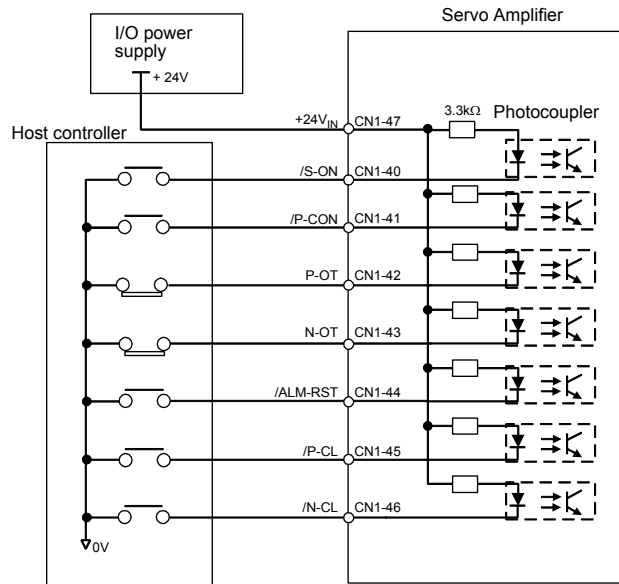 Servo Amplifier
I/O power
supply
+ 24V
+24VIN CN1-47
3.3kΩ
Photocoupler
Host controller
/S-ON CN1-40
/P-CON CN1-41
P-OT CN1-42
N-OT CN1-43
/ALM-RST CN1-44
/P-CL CN1-45
/N-CL CN1-46
0V